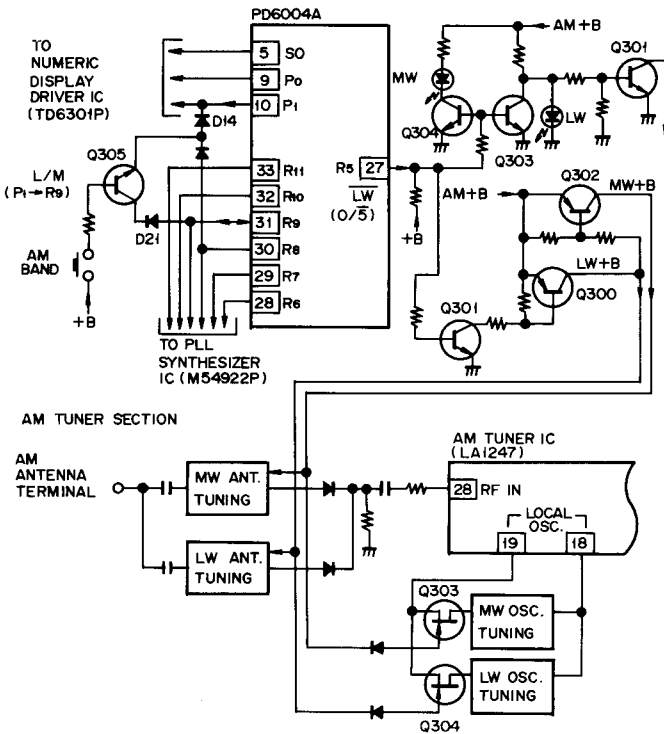 PD6004A
TO
NUMERIC
DISPLAY
DRIVER IC
(TD6301P)
5 SO
9 Po
10 P1
D14
Q305
L/M
(P1→R9)
D21
AM
BAND
+B
33 R11
32 R10
31 R9
30 R8
29 R7
28 R6
R5 27
LW
(0/5)
TO PLL
SYNTHESIZER
IC (M54922P)
AM+B
Q301
MW
Q304
Q303
LW
Q302
AM+B
MW+B
+B
LW+B
Q300
Q301
AM TUNER SECTION
AM
ANTENNA
TERMINAL
MW ANT.
TUNING
LW ANT.
TUNING
AM TUNER IC
(LA1247)
28 RF IN
LOCAL
OSC.
19 18
Q303
MW OSC.
TUNING
LW OSC.
TUNING
Q304